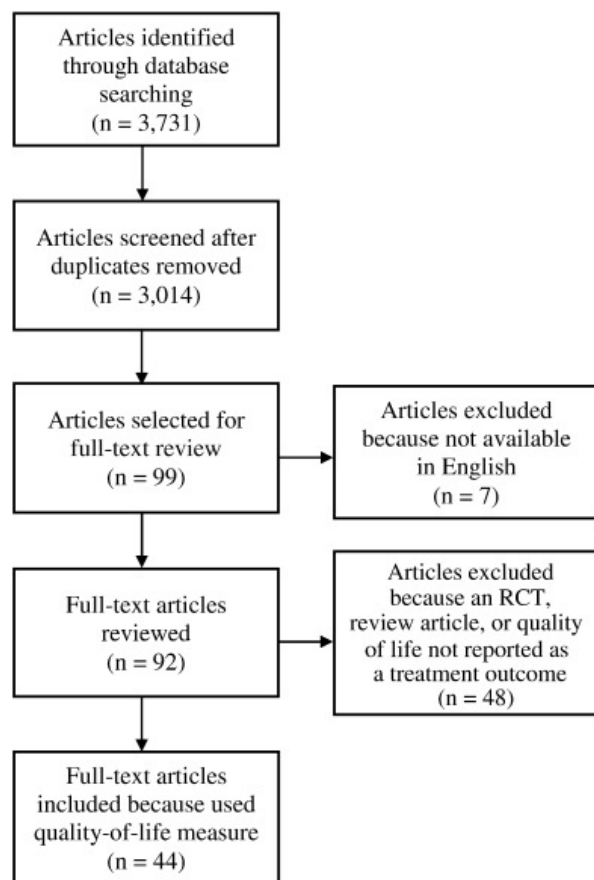 Articles identified
through database
searching
(n = 3,731)
Articles screened after
duplicates removed
(n = 3,014)
Articles selected for
full-text review
(n = 99)
Articles excluded
because not available
in English
(n = 7)
Full-text articles
reviewed
(n = 92)
Articles excluded
because an RCT,
review article, or quality
of life not reported as
a treatment outcome
(n = 48)
Full-text articles
included because used
quality-of-life measure
(n = 44)